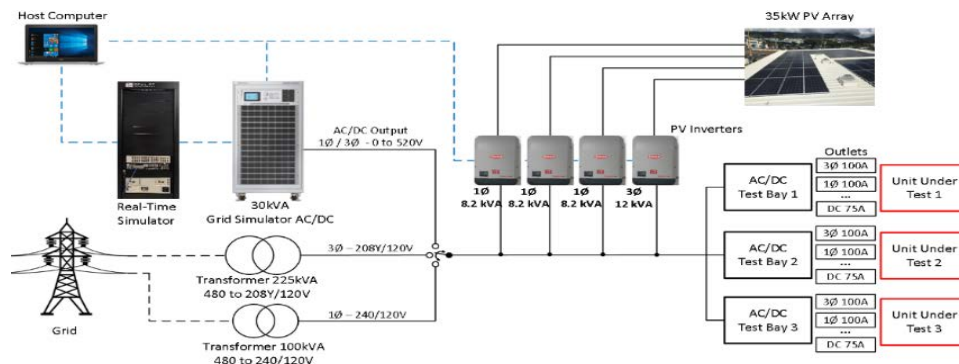 Host Computer
35kW PV Array
AC/DC Output
1Ø / 3Ø - 0 to 520V
PV Inverters
Real-Time
Simulator
30kVA
Grid Simulator AC/DC
1Ø
8.2 kVA
1Ø
8.2 kVA
1Ø
8.2 kVA
3Ø
12 kVA
Outlets
AC/DC
Test Bay 1
3Ø 100A
1Ø 100A
...
DC 75A
Unit Under
Test 1
3Ø – 208Y/120V
Transformer 225kVA
480 to 208Y/120V
AC/DC
Test Bay 2
3Ø 100A
1Ø 100A
...
DC 75A
Unit Under
Test 2
Grid
1Ø – 240/120V
Transformer 100kVA
480 to 240/120V
AC/DC
Test Bay 3
3Ø 100A
1Ø 100A
...
DC 75A
Unit Under
Test 3